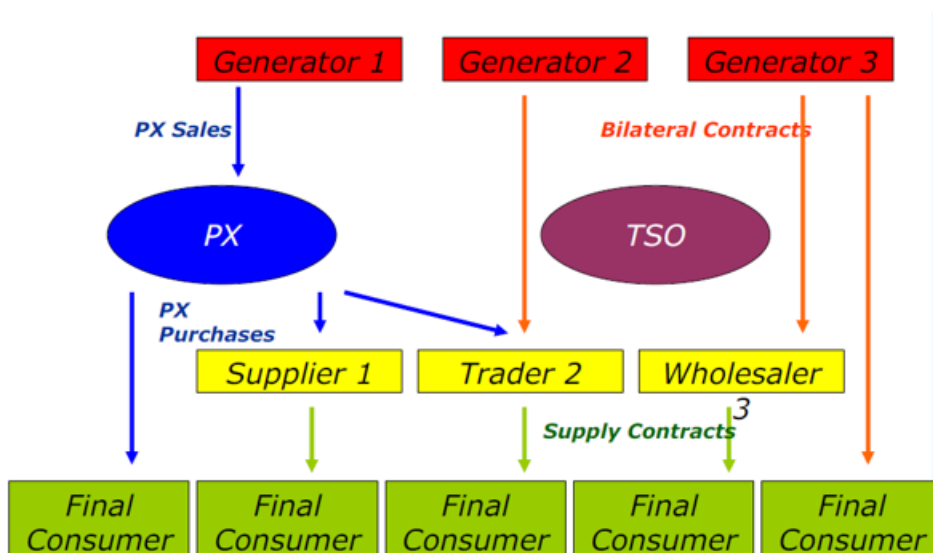 Generator 1
Generator 2
Generator 3
PX Sales
Bilateral Contracts
PX
TSO
PX
Purchases
Supplier 1
Trader 2
Wholesaler
3
Supply Contracts
Final
Consumer
Final
Consumer
Final
Consumer
Final
Consumer
Final
Consumer